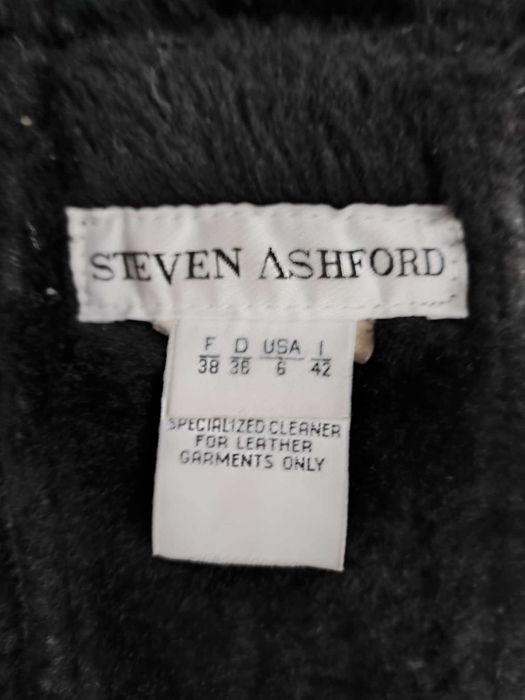 STEVEN ASHFORD
F D USA I
38 36 6 42
SPECIALIZED CLEANER
FOR LEATHER
GARMENTS ONLY